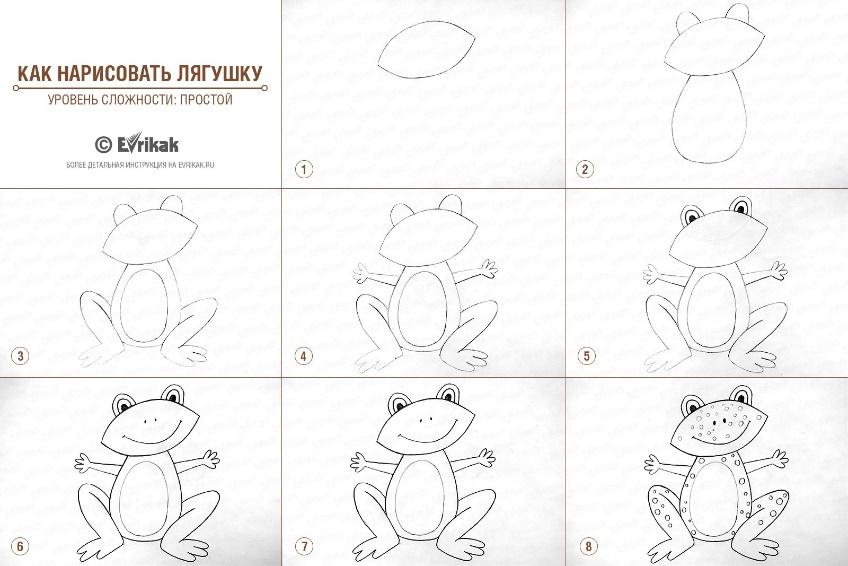 КАК НАРИСОВАТЬ ЛЯГУШКУ
УРОВЕНЬ СЛОЖНОСТИ: ПРОСТОЙ
© Evrikak
БОЛЕЕ ДЕТАЛЬНАЯ ИНСТРУКЦИЯ НА EVRIKAK.RU
1
2
3
4
5
6
7
8